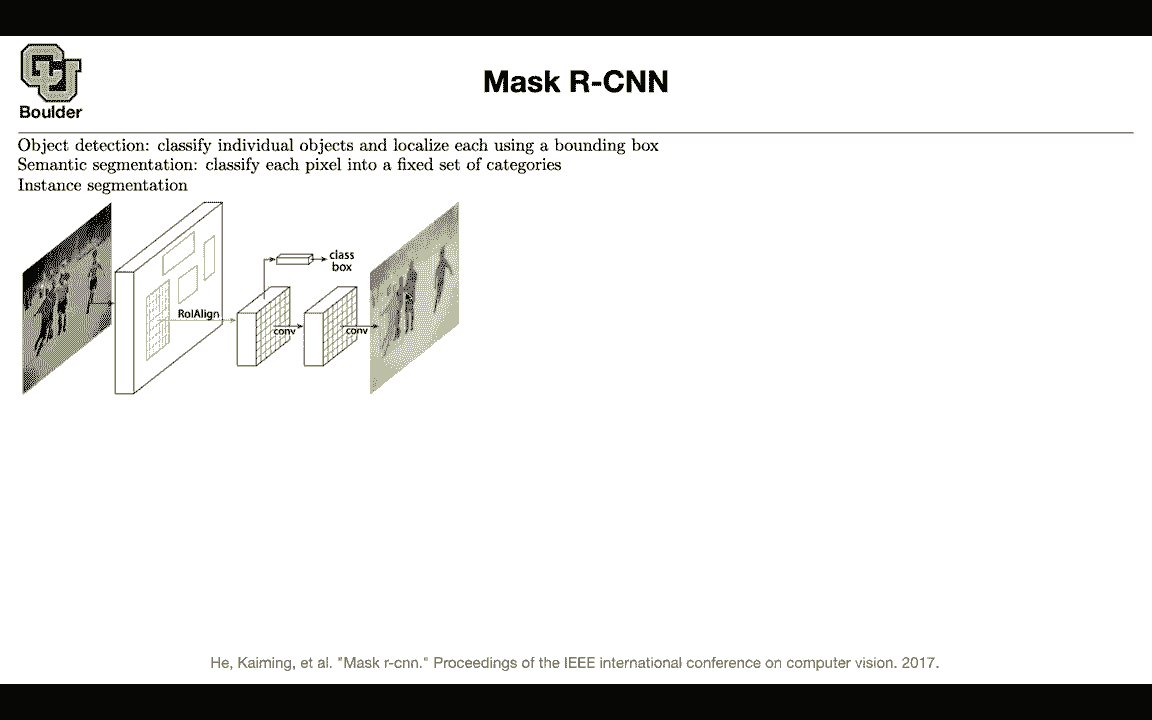 CU
Boulder
Mask R-CNN
Object detection: classify individual objects and localize each using a bounding box
Semantic segmentation: classify each pixel into a fixed set of categories
Instance segmentation
class
box
RoIAlign
conv
conv
He, Kaiming, et al. "Mask r-cnn." Proceedings of the IEEE international conference on computer vision. 2017.